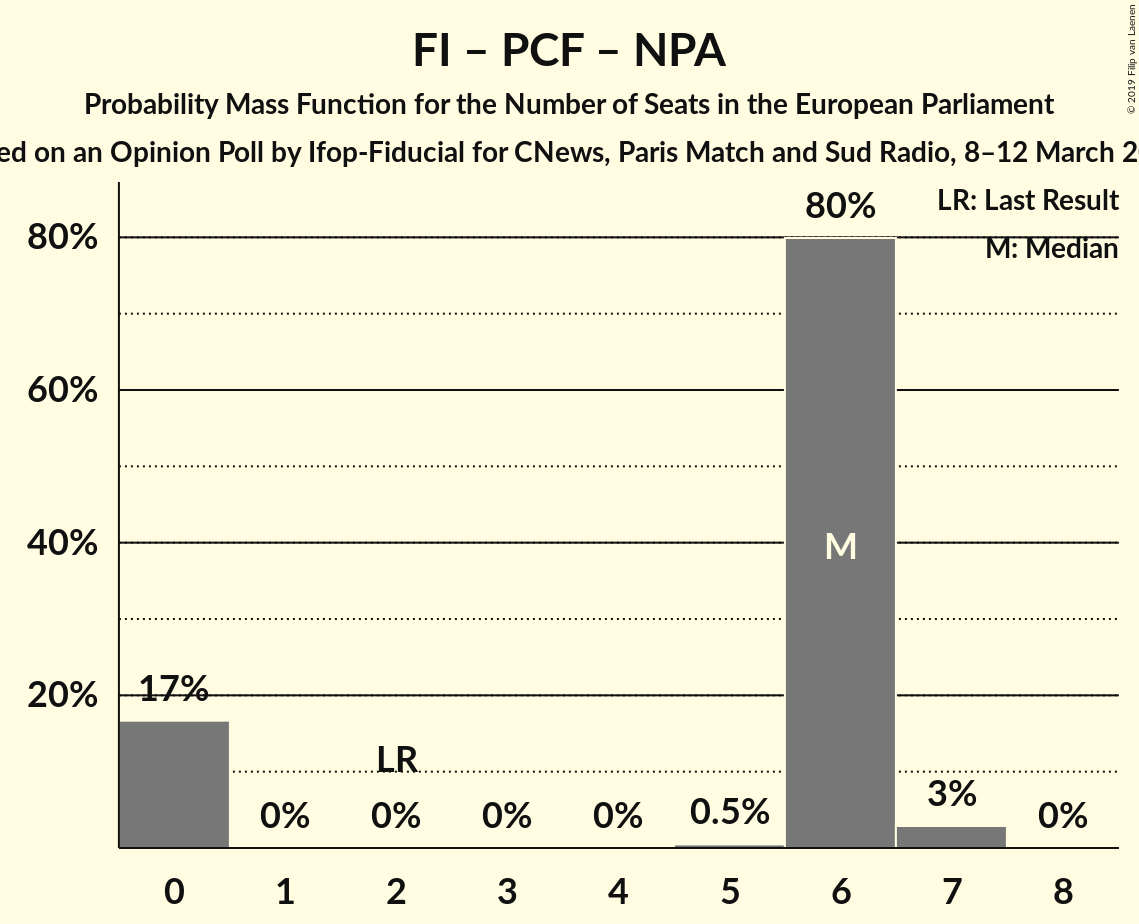 FI – PCF – NPA
Probability Mass Function for the Number of Seats in the European Parliament
on an Opinion Poll by Ifop-Fiducial for CNews, Paris Match and Sud Radio, 8–12 March
© 2019 Filip van Laenen
LR: Last Result
M: Median
80%
60%
40%
20%
17%
0%
LR
0%
0%
0%
0.5%
80%
M
3%
0%
0 1 2 3 4 5 6 7 8